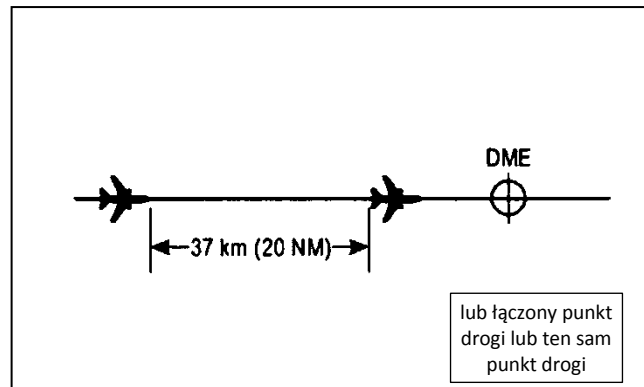 DME
37 km (20 NM)
lub łączony punkt
drogi lub ten sam
punkt drogi